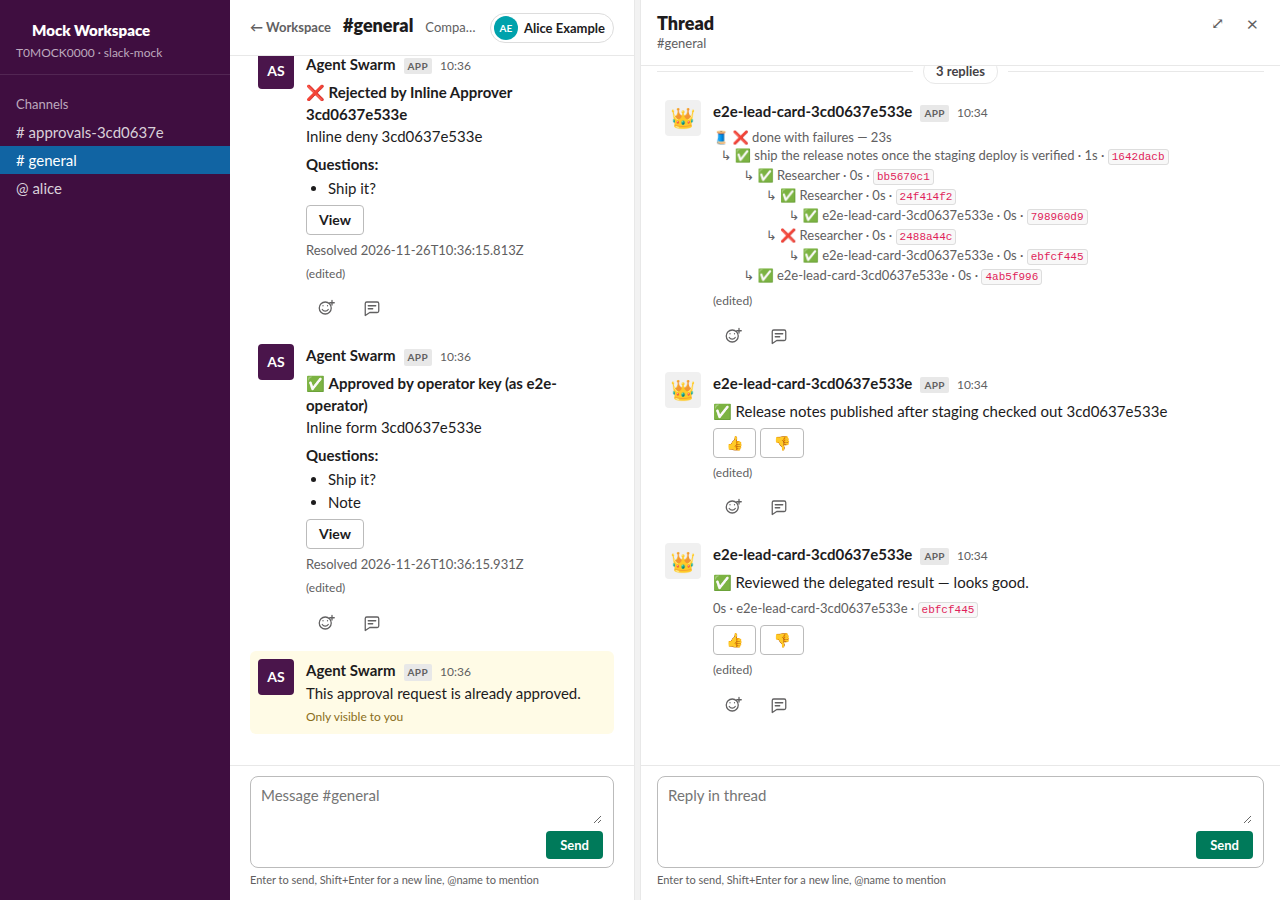 Mock Workspace
T0MOCK0000 · slack-mock
Channels
# approvals-3cd0637e
# general
@ alice
← Workspace #general Compa... AE Alice Example
AS Agent Swarm APP 10:36
❌ Rejected by Inline Approver
3cd0637e533e
Inline deny 3cd0637e533e
Questions:
• Ship it?
View
Resolved 2026-11-26T10:36:15.813Z
(edited)
AS Agent Swarm APP 10:36
✅ Approved by operator key (as e2e-
operator)
Inline form 3cd0637e533e
Questions:
• Ship it?
• Note
View
Resolved 2026-11-26T10:36:15.931Z
(edited)
AS Agent Swarm APP 10:36
This approval request is already approved.
Only visible to you
Message #general
Send
Enter to send, Shift+Enter for a new line, @name to mention
Thread
#general
3 replies
e2e-lead-card-3cd0637e533e APP 10:34
🧵 ❌ done with failures — 23s
↳ ✅ ship the release notes once the staging deploy is verified · 1s · 1642dacb
↳ ✅ Researcher · 0s · bb5670c1
↳ ✅ Researcher · 0s · 24f414f2
↳ ✅ e2e-lead-card-3cd0637e533e · 0s · 798960d9
↳ ❌ Researcher · 0s · 2488a44c
↳ ✅ e2e-lead-card-3cd0637e533e · 0s · ebfcf445
↳ ✅ e2e-lead-card-3cd0637e533e · 0s · 4ab5f996
(edited)
e2e-lead-card-3cd0637e533e APP 10:34
✅ Release notes published after staging checked out 3cd0637e533e
👍 👎
(edited)
e2e-lead-card-3cd0637e533e APP 10:34
✅ Reviewed the delegated result — looks good.
0s · e2e-lead-card-3cd0637e533e · ebfcf445
👍 👎
(edited)
Reply in thread
Send
Enter to send, Shift+Enter for a new line, @name to mention